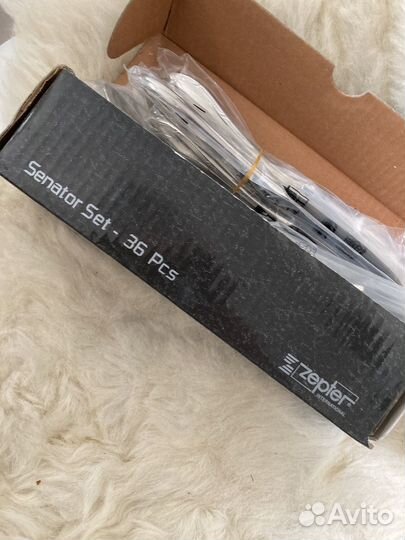 Senator Set - 36 Pcs
zepter®
INTERNATIONAL
Avito